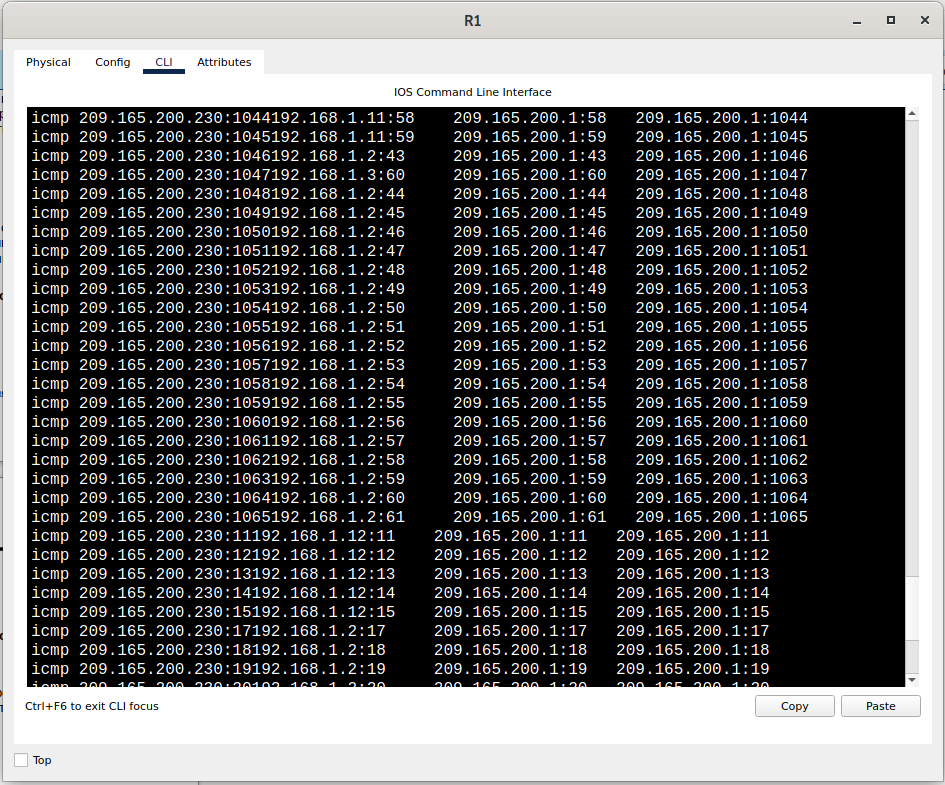 R1
Physical Config CLI Attributes
IOS Command Line Interface
icmp 209.165.200.230:1044192.168.1.11:58 209.165.200.1:58 209.165.200.1:1044
icmp 209.165.200.230:1045192.168.1.11:59 209.165.200.1:59 209.165.200.1:1045
icmp 209.165.200.230:1046192.168.1.2:43 209.165.200.1:43 209.165.200.1:1046
icmp 209.165.200.230:1047192.168.1.3:60 209.165.200.1:60 209.165.200.1:1047
icmp 209.165.200.230:1048192.168.1.2:44 209.165.200.1:44 209.165.200.1:1048
icmp 209.165.200.230:1049192.168.1.2:45 209.165.200.1:45 209.165.200.1:1049
icmp 209.165.200.230:1050192.168.1.2:46 209.165.200.1:46 209.165.200.1:1050
icmp 209.165.200.230:1051192.168.1.2:47 209.165.200.1:47 209.165.200.1:1051
icmp 209.165.200.230:1052192.168.1.2:48 209.165.200.1:48 209.165.200.1:1052
icmp 209.165.200.230:1053192.168.1.2:49 209.165.200.1:49 209.165.200.1:1053
icmp 209.165.200.230:1054192.168.1.2:50 209.165.200.1:50 209.165.200.1:1054
icmp 209.165.200.230:1055192.168.1.2:51 209.165.200.1:51 209.165.200.1:1055
icmp 209.165.200.230:1056192.168.1.2:52 209.165.200.1:52 209.165.200.1:1056
icmp 209.165.200.230:1057192.168.1.2:53 209.165.200.1:53 209.165.200.1:1057
icmp 209.165.200.230:1058192.168.1.2:54 209.165.200.1:54 209.165.200.1:1058
icmp 209.165.200.230:1059192.168.1.2:55 209.165.200.1:55 209.165.200.1:1059
icmp 209.165.200.230:1060192.168.1.2:56 209.165.200.1:56 209.165.200.1:1060
icmp 209.165.200.230:1061192.168.1.2:57 209.165.200.1:57 209.165.200.1:1061
icmp 209.165.200.230:1062192.168.1.2:58 209.165.200.1:58 209.165.200.1:1062
icmp 209.165.200.230:1063192.168.1.2:59 209.165.200.1:59 209.165.200.1:1063
icmp 209.165.200.230:1064192.168.1.2:60 209.165.200.1:60 209.165.200.1:1064
icmp 209.165.200.230:1065192.168.1.2:61 209.165.200.1:61 209.165.200.1:1065
icmp 209.165.200.230:11192.168.1.12:11 209.165.200.1:11 209.165.200.1:11
icmp 209.165.200.230:12192.168.1.12:12 209.165.200.1:12 209.165.200.1:12
icmp 209.165.200.230:13192.168.1.12:13 209.165.200.1:13 209.165.200.1:13
icmp 209.165.200.230:14192.168.1.12:14 209.165.200.1:14 209.165.200.1:14
icmp 209.165.200.230:15192.168.1.12:15 209.165.200.1:15 209.165.200.1:15
icmp 209.165.200.230:17192.168.1.2:17 209.165.200.1:17 209.165.200.1:17
icmp 209.165.200.230:18192.168.1.2:18 209.165.200.1:18 209.165.200.1:18
icmp 209.165.200.230:19192.168.1.2:19 209.165.200.1:19 209.165.200.1:19
icmp 209.165.200.230:20192.168.1.2:20 209.165.200.1:20 209.165.200.1:20
Ctrl+F6 to exit CLI focus
Copy Paste
Top